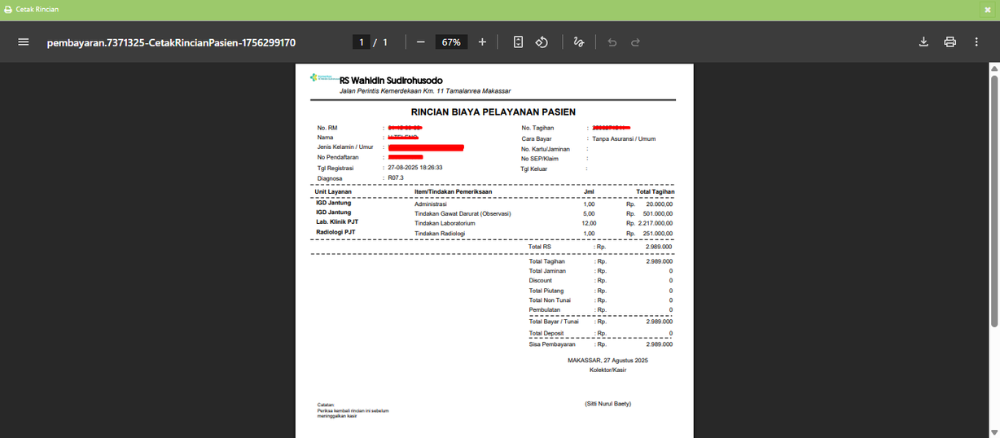 Cetak Rincian
pembayaran.7371325-CetakRincianPasien-1756299170
1 / 1
67%
RS Wahidin Sudirohusodo
Jalan Perintis Kemerdekaan Km. 11 Tamalanrea Makassar
RINCIAN BIAYA PELAYANAN PASIEN
No. RM :
No. Tagihan :
Nama :
Cara Bayar : Tanpa Asuransi / Umum
Jenis Kelamin / Umur :
No. Kartu/Jaminan :
No Pendaftaran :
No SEP/Klaim :
Tgl Registrasi : 27-08-2025 18:26:33
Tgl Keluar :
Diagnosa : R07.3
Unit Layanan Item/Tindakan Pemeriksaan Jml Total Tagihan
IGD Jantung Administrasi 1,00 Rp. 20.000,00
IGD Jantung Tindakan Gawat Darurat (Observasi) 5,00 Rp. 501.000,00
Lab. Klinik PJT Tindakan Laboratorium 12,00 Rp. 2.217.000,00
Radiologi PJT Tindakan Radiologi 1,00 Rp. 251.000,00
Total RS : Rp. 2.989.000
Total Tagihan : Rp. 2.989.000
Total Jaminan : Rp. 0
Discount : Rp. 0
Total Piutang : Rp. 0
Total Non Tunai : Rp. 0
Pembulatan : Rp. 0
Total Bayar / Tunai : Rp. 2.989.000
Total Deposit : Rp. 0
Sisa Pembayaran : Rp. 2.989.000
MAKASSAR, 27 Agustus 2025
Kolektor/Kasir
(Sitti Nurul Baety)
Catatan
Periksa kembali rincian ini sebelum
meninggalkan kasir